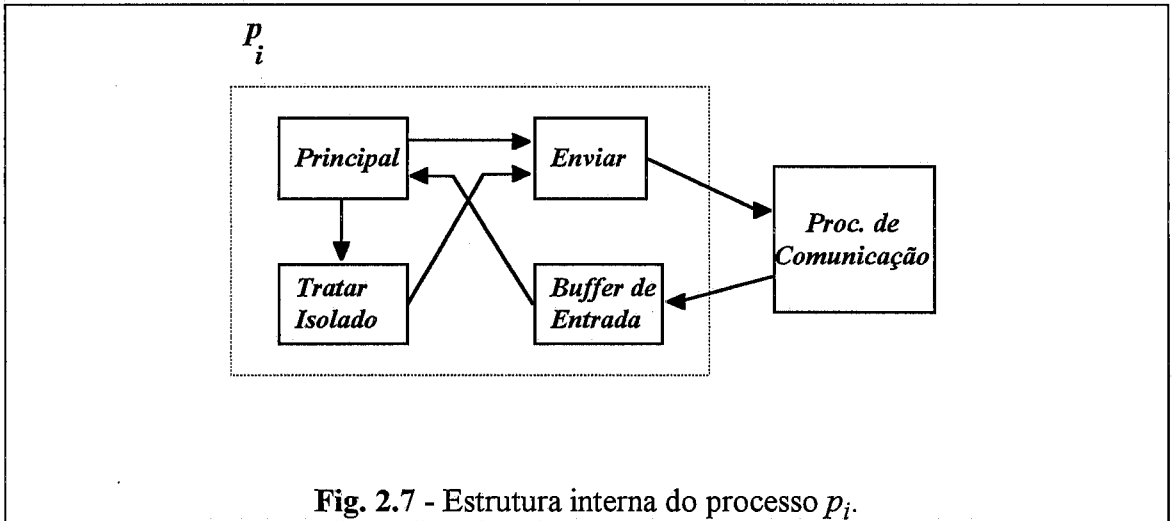 p
i
Principal
Enviar
Proc. de
Comunicação
Tratar
Isolado
Buffer de
Entrada
Fig. 2.7 - Estrutura interna do processo pi.